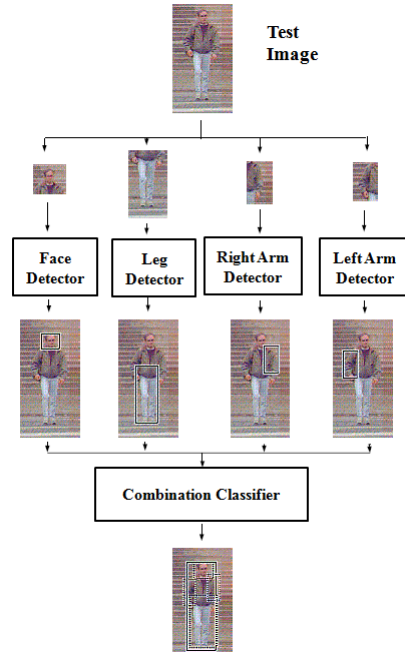 Test
Image
Face
Detector
Leg
Detector
Right Arm
Detector
Left Arm
Detector
Combination Classifier